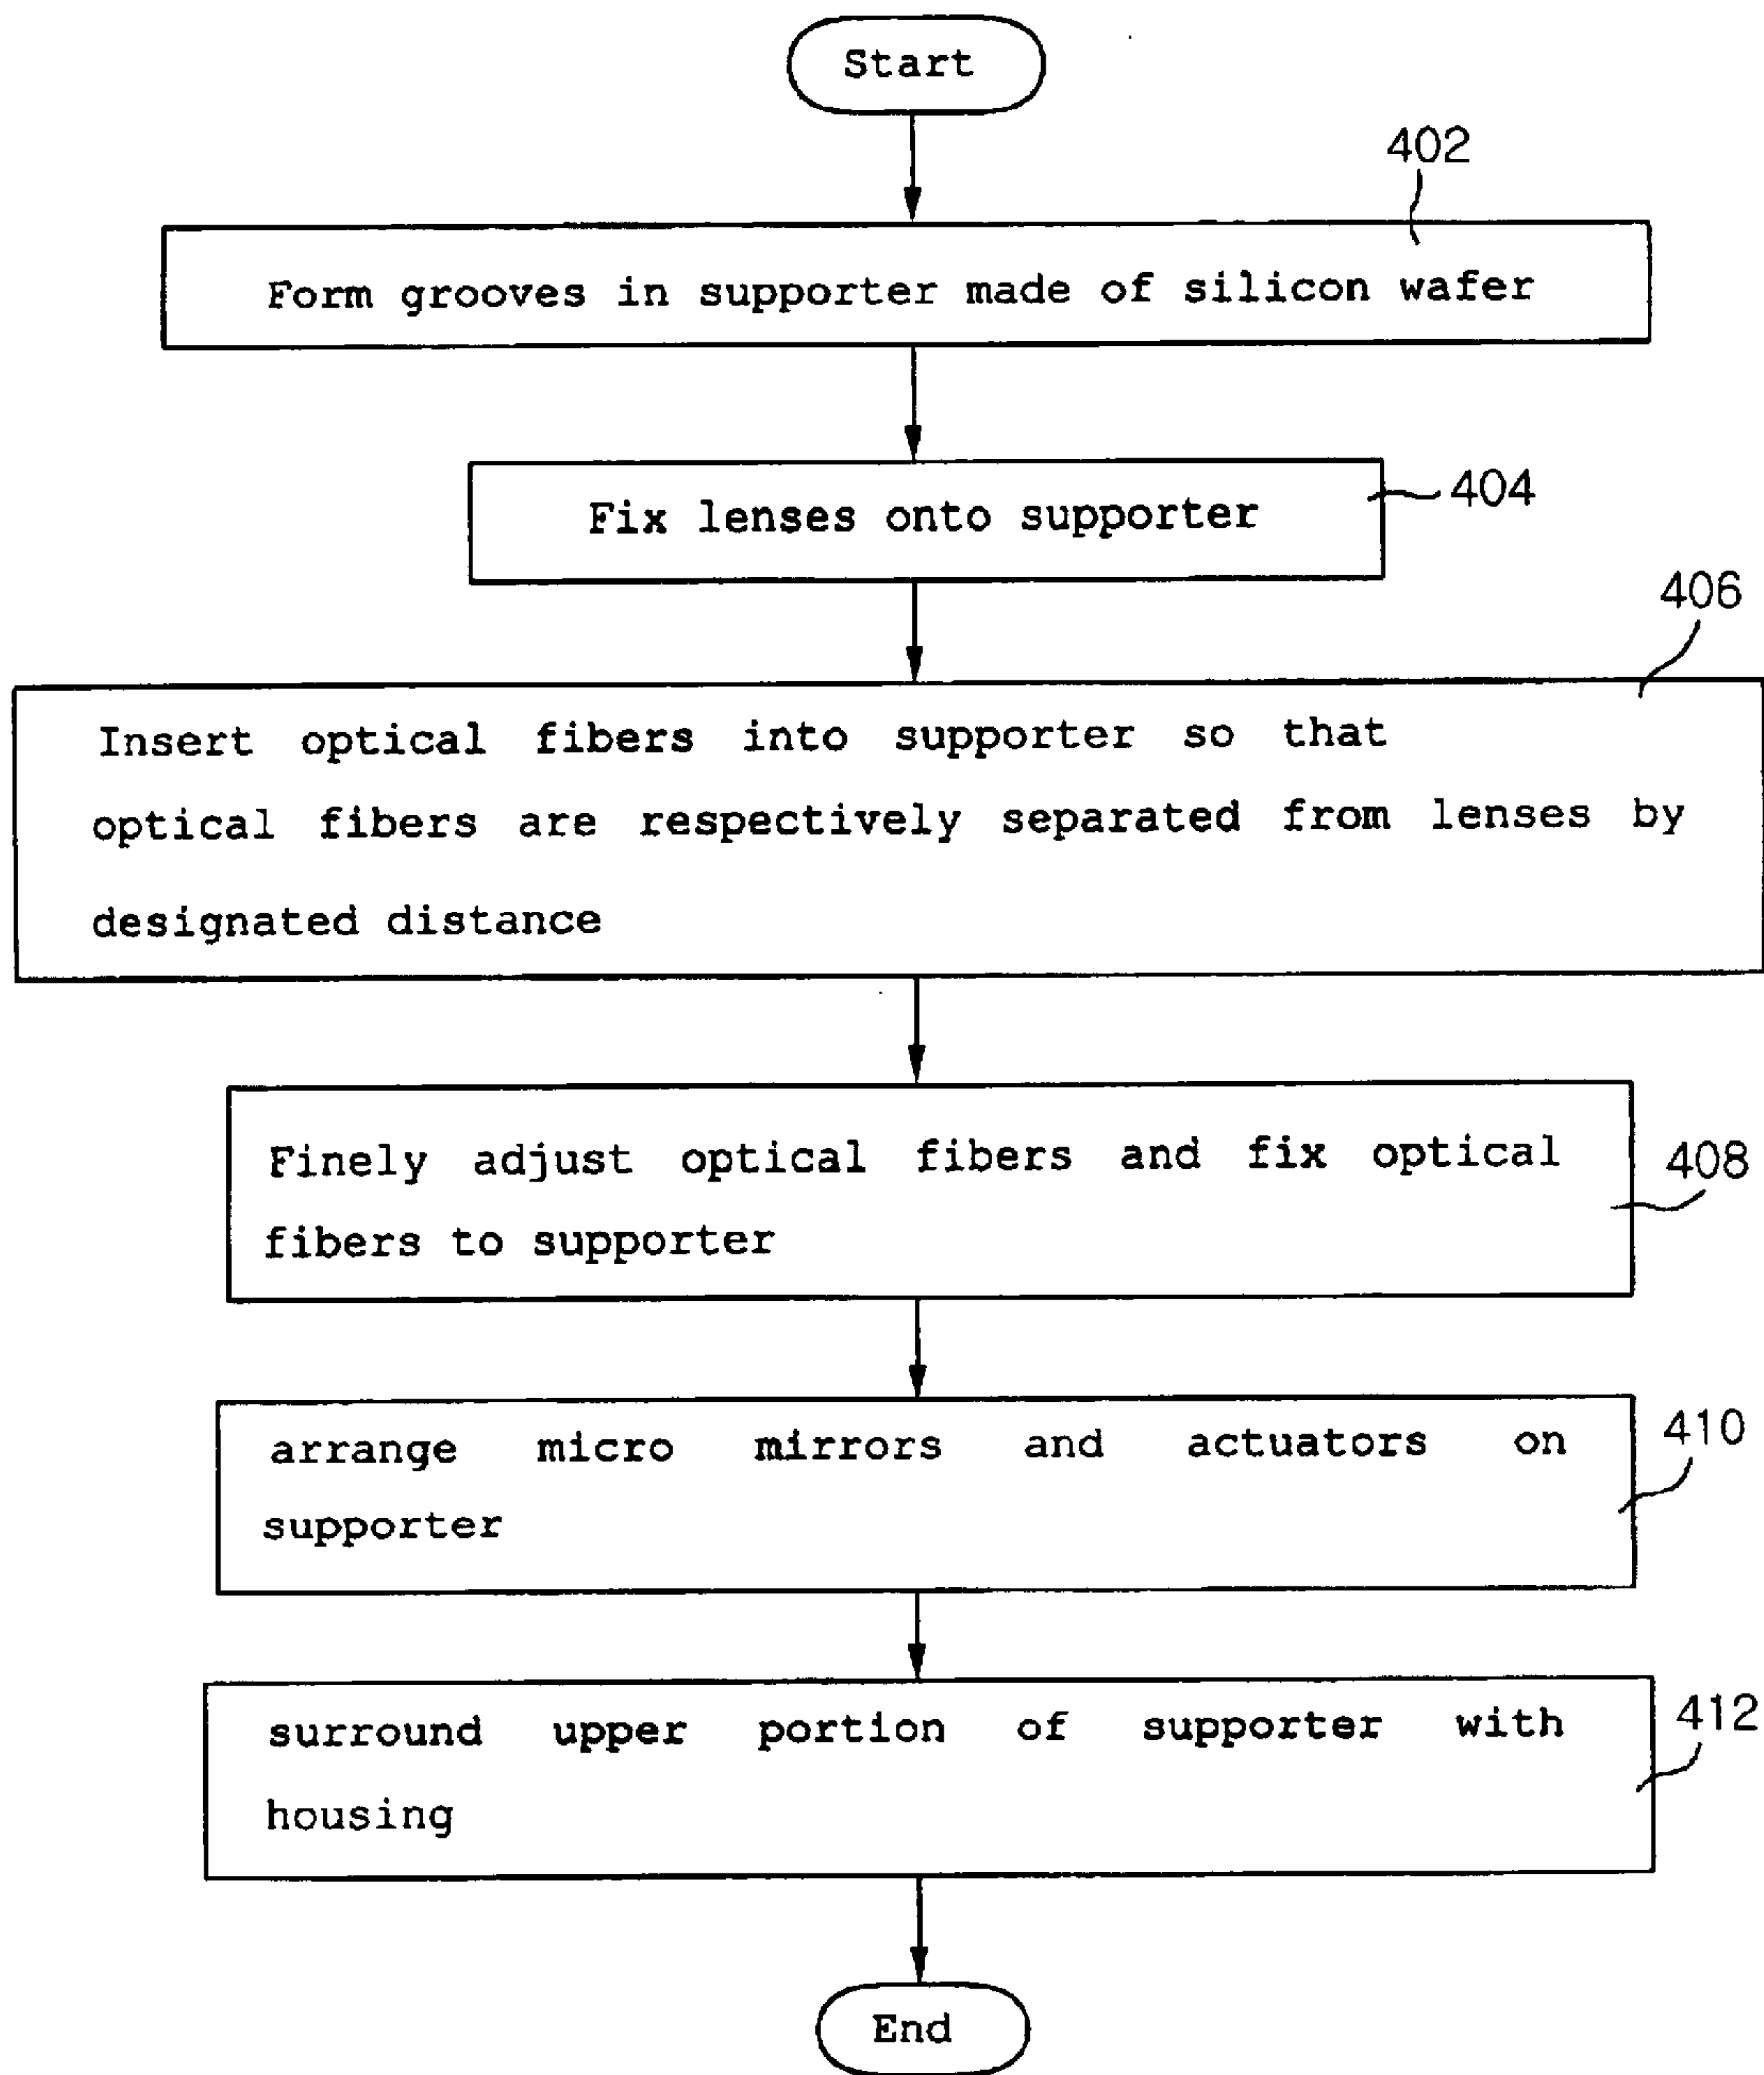 Start
402
Form grooves in supporter made of silicon wafer
Fix lenses onto supporter
404
406
Insert optical fibers into supporter so that
optical fibers are respectively separated from lenses by
designated distance
Finely adjust optical fibers and fix optical
fibers to supporter
408
arrange micro mirrors and actuators on
supporter
410
surround upper portion of supporter with
housing
412
End